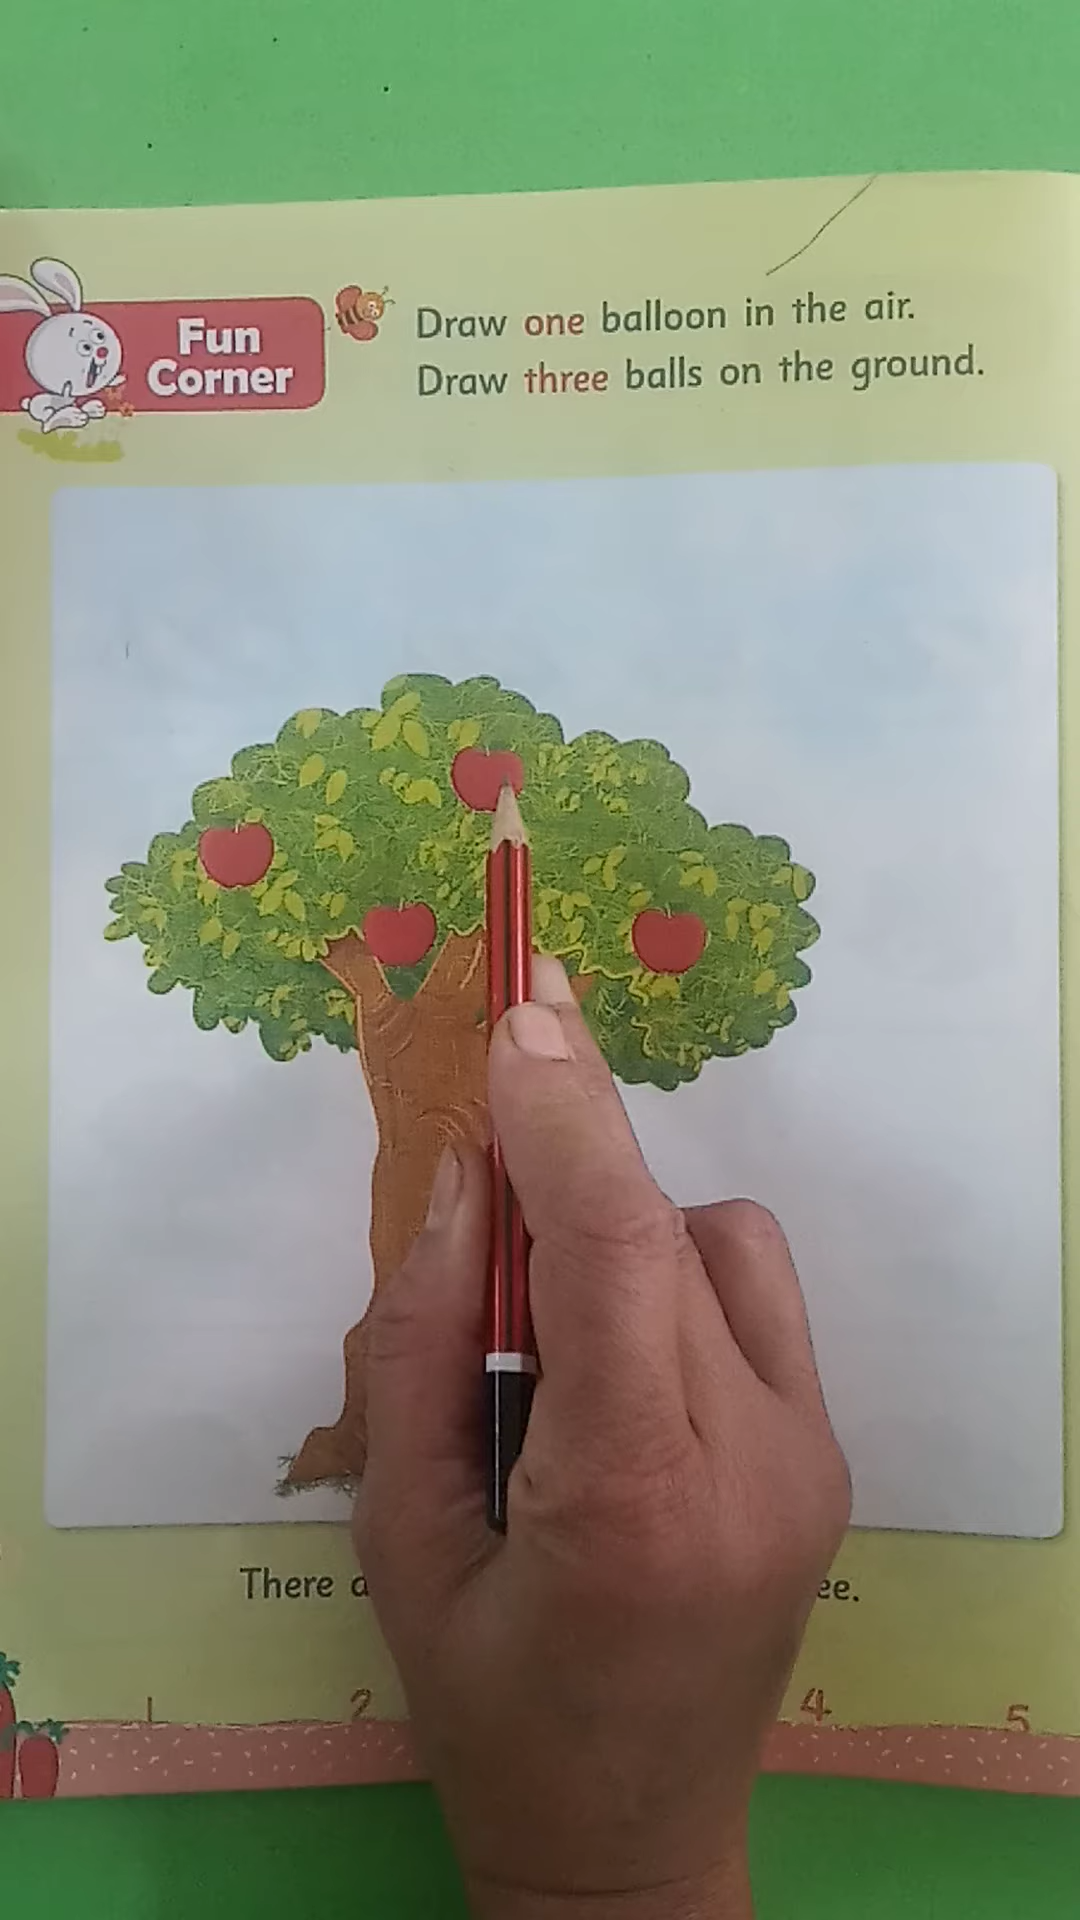 Fun
Corner
Draw one balloon in the air.
Draw three balls on the ground.
There
1 2 4 5